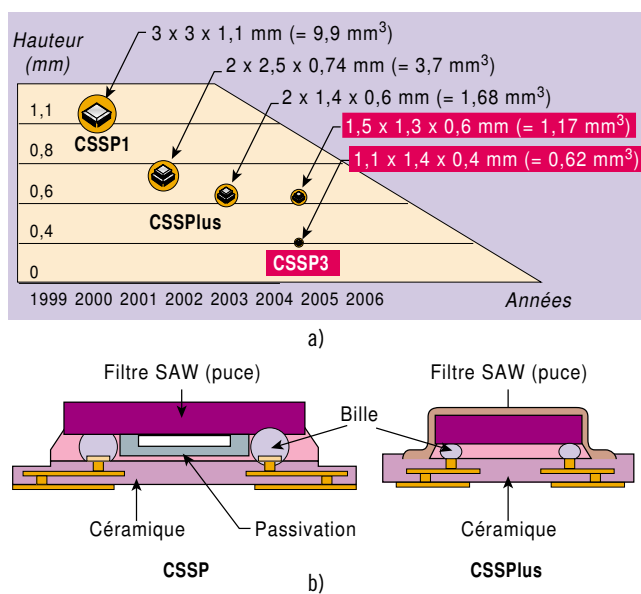 Hauteur
(mm)
3 x 3 x 1,1 mm (= 9,9 mm³)
2 x 2,5 x 0,74 mm (= 3,7 mm³)
2 x 1,4 x 0,6 mm (= 1,68 mm³)
1,5 x 1,3 x 0,6 mm (= 1,17 mm³)
1,1 x 1,4 x 0,4 mm (= 0,62 mm³)
1,1
CSSP1
0,8
0,6
CSSPlus
0,4
CSSP3
0
1999 2000 2001 2002 2003 2004 2005 2006
Années
a)
Filtre SAW (puce)
Filtre SAW (puce)
Bille
Céramique
Passivation
Céramique
CSSP
CSSPlus
b)